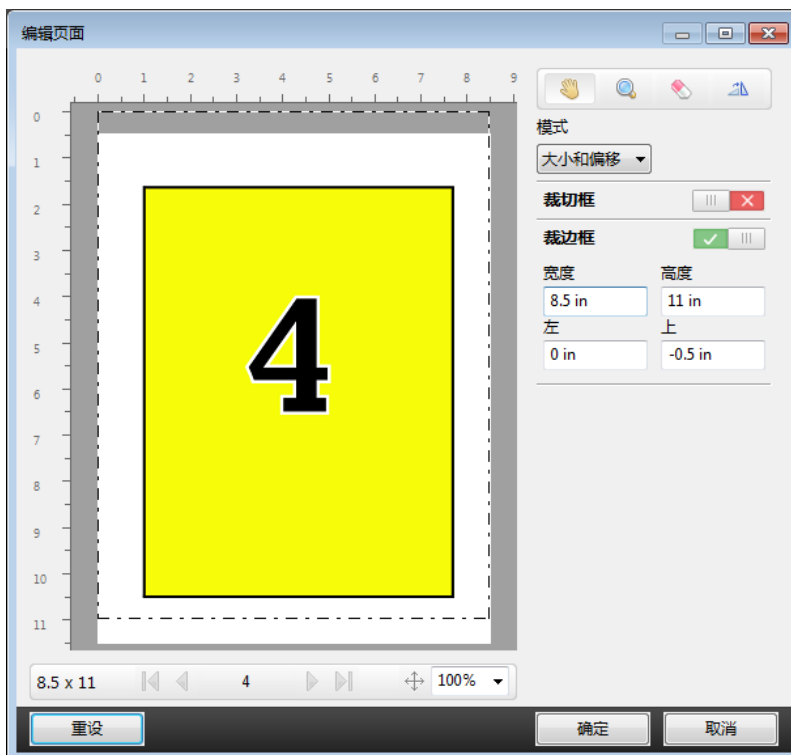 编辑页面
0 1 2 3 4 5 6 7 8 9
模式
大小和偏移
裁切框
裁边框
宽度 高度
8.5 in 11 in
左 上
0 in -0.5 in
0
1
2
3
4
5
6
7
8
9
10
11
4
8.5 x 11 4 100%
重设 确定 取消